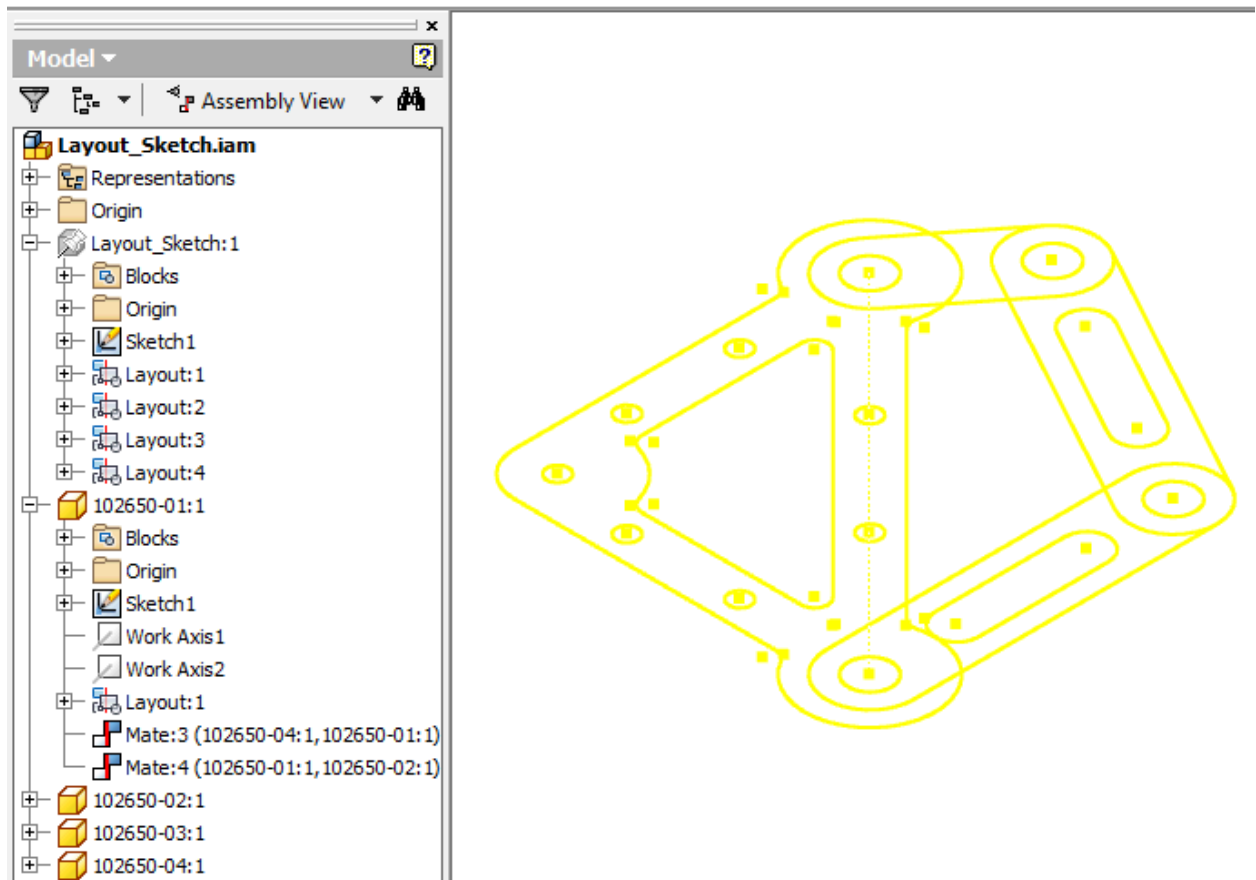 Model
Assembly View
Layout_Sketch.iam
Representations
Origin
Layout_Sketch:1
Blocks
Origin
Sketch1
Layout:1
Layout:2
Layout:3
Layout:4
102650-01:1
Blocks
Origin
Sketch1
Work Axis1
Work Axis2
Layout:1
Mate:3 (102650-04:1,102650-01:1)
Mate:4 (102650-01:1,102650-02:1)
102650-02:1
102650-03:1
102650-04:1